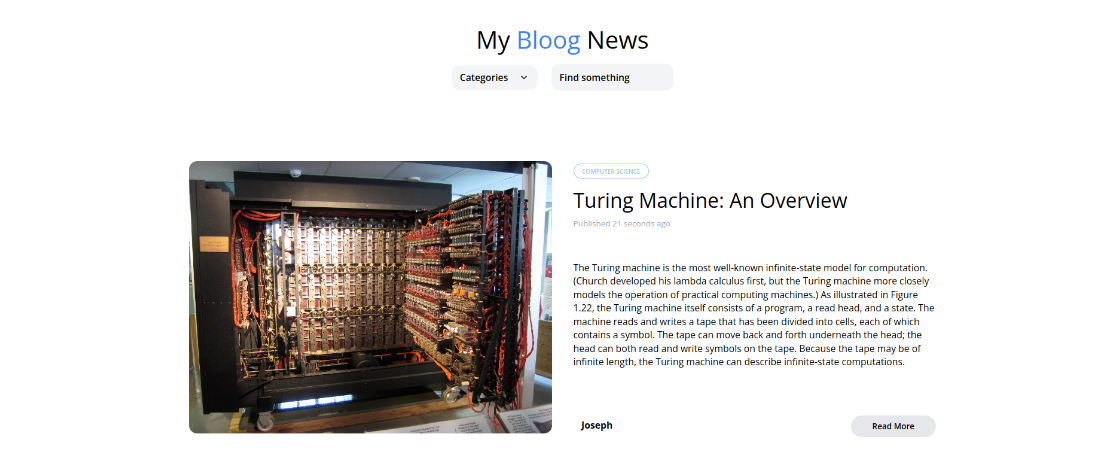 My Bloog News
Categories
Find something
COMPUTER SCIENCE
Turing Machine: An Overview
Published 21 seconds ago
The Turing machine is the most well-known infinite-state model for computation.
(Church developed his lambda calculus first, but the Turing machine more closely
models the operation of practical computing machines.) As illustrated in Figure
1.22, the Turing machine itself consists of a program, a read head, and a state. The
machine reads and writes a tape that has been divided into cells, each of which
contains a symbol. The tape can move back and forth underneath the head; the
head can both read and write symbols on the tape. Because the tape may be of
infinite length, the Turing machine can describe infinite-state computations.
Joseph
Read More